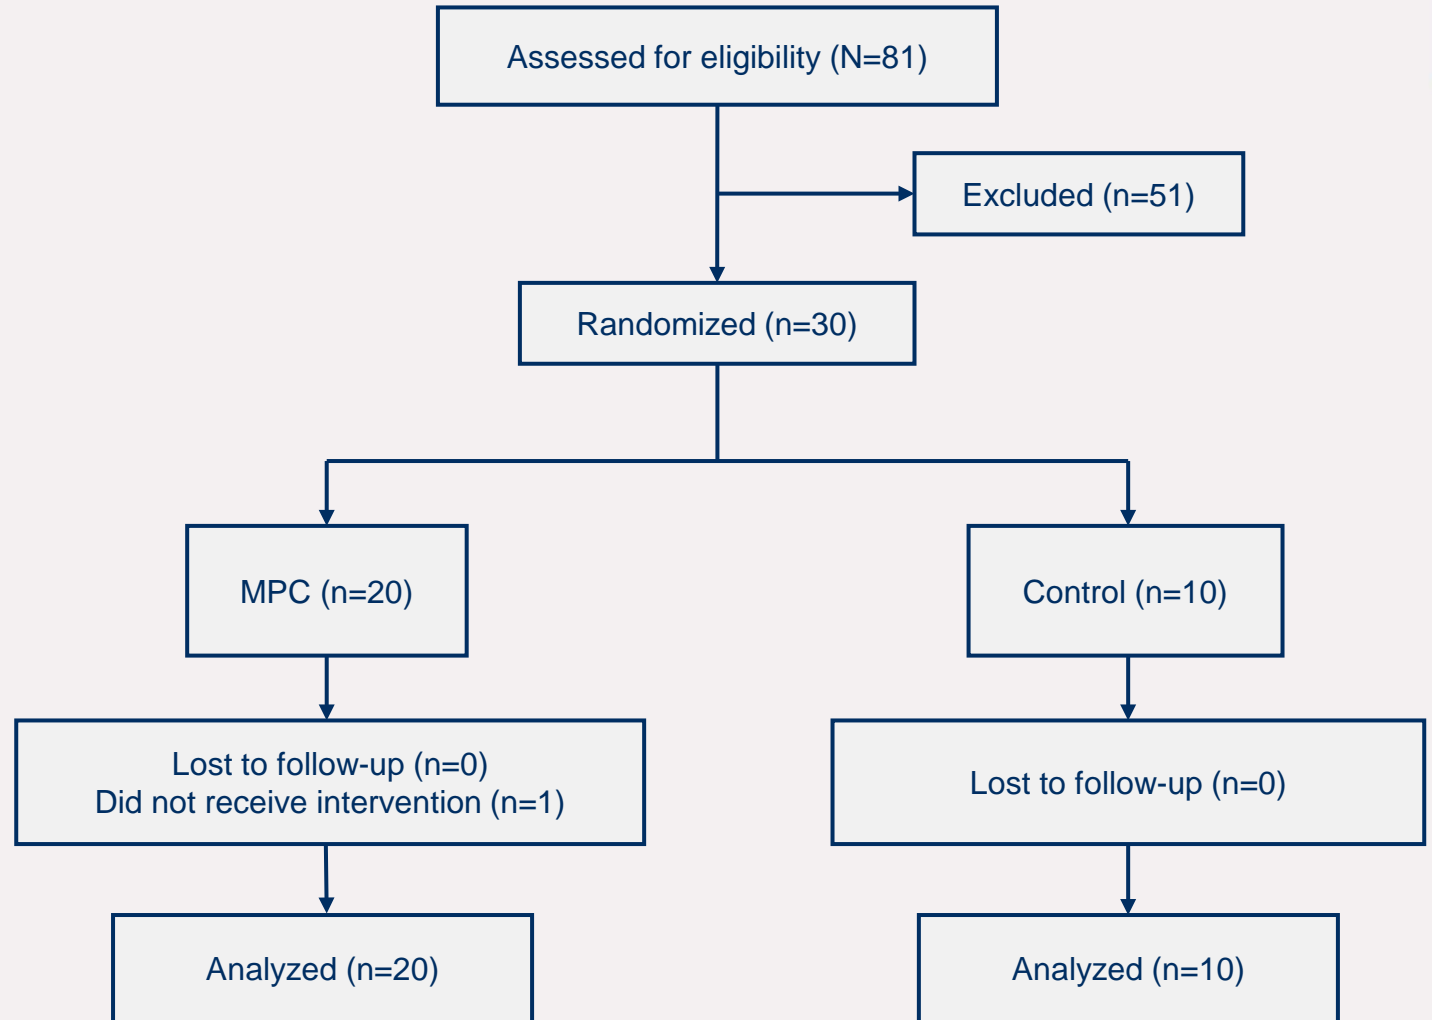 Assessed for eligibility (N=81)
Excluded (n=51)
Randomized (n=30)
MPC (n=20)
Control (n=10)
Lost to follow-up (n=0)
Did not receive intervention (n=1)
Lost to follow-up (n=0)
Analyzed (n=20)
Analyzed (n=10)